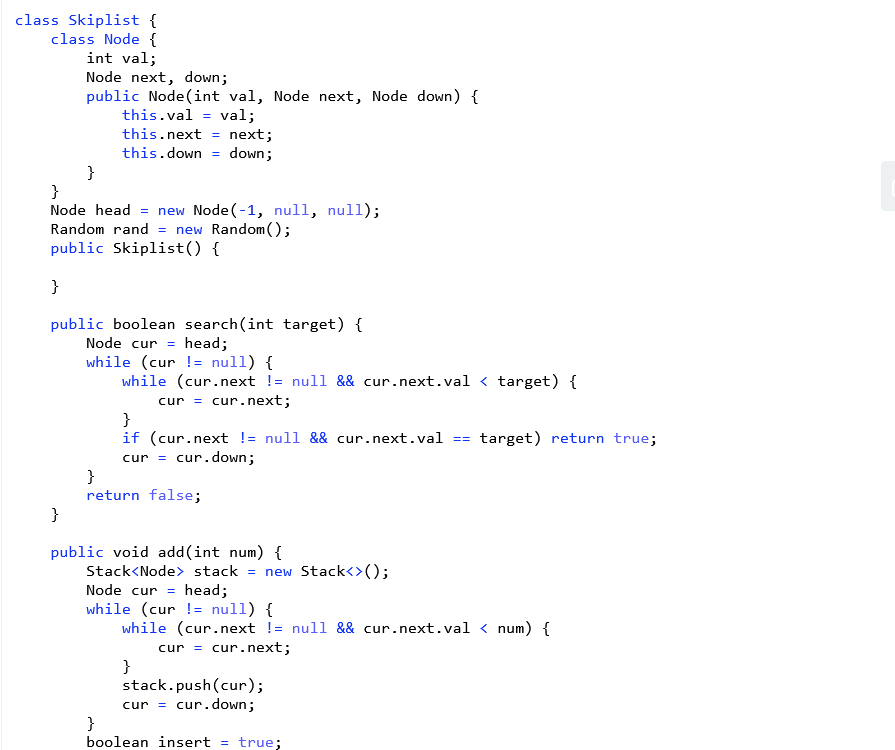 class Skiplist {
    class Node {
        int val;
        Node next, down;
        public Node(int val, Node next, Node down) {
            this.val = val;
            this.next = next;
            this.down = down;
        }
    }
    Node head = new Node(-1, null, null);
    Random rand = new Random();
    public Skiplist() {

    }

    public boolean search(int target) {
        Node cur = head;
        while (cur != null) {
            while (cur.next != null && cur.next.val < target) {
                cur = cur.next;
            }
            if (cur.next != null && cur.next.val == target) return true;
            cur = cur.down;
        }
        return false;
    }

    public void add(int num) {
        Stack<Node> stack = new Stack<>();
        Node cur = head;
        while (cur != null) {
            while (cur.next != null && cur.next.val < num) {
                cur = cur.next;
            }
            stack.push(cur);
            cur = cur.down;
        }
        boolean insert = true;